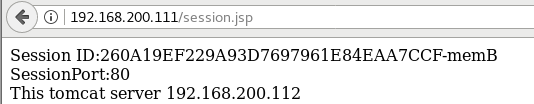 192.168.200.111/session.jsp
Session ID:260A19EF229A93D7697961E84EAA7CCF-memB
SessionPort:80
This tomcat server 192.168.200.112